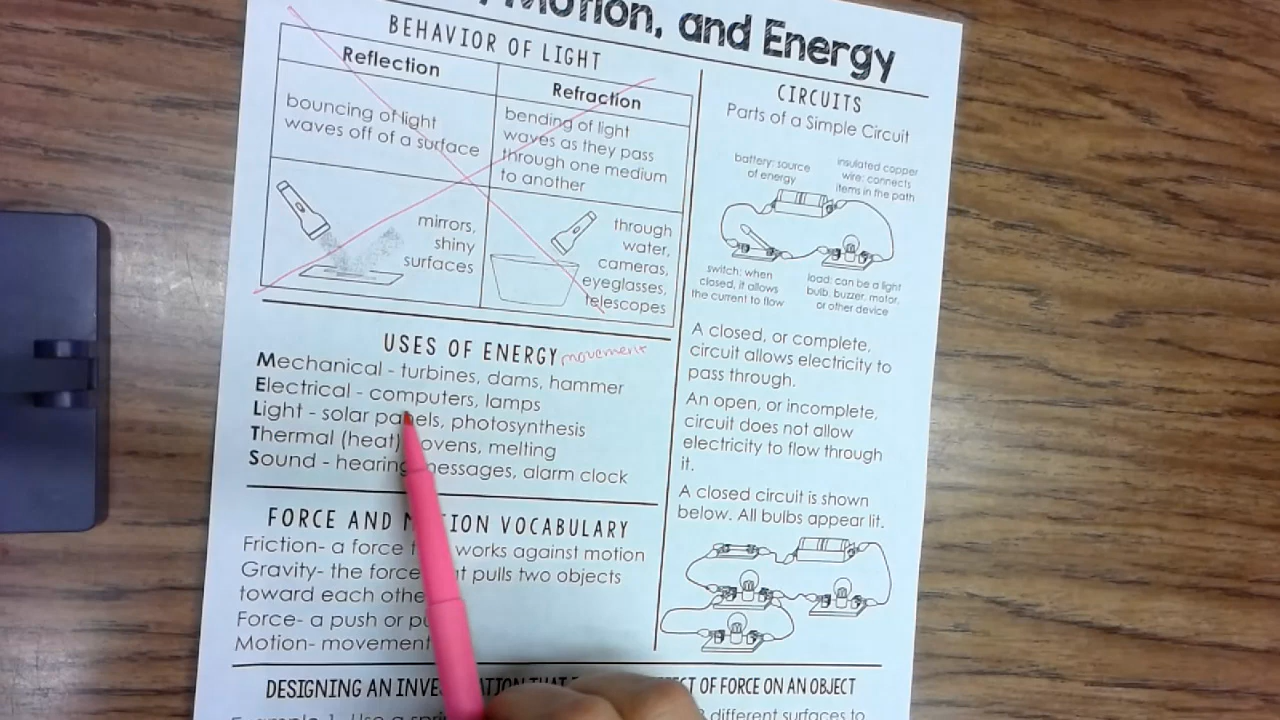 Motion, and Energy
BEHAVIOR OF LIGHT
Reflection
bouncing of light
waves off of a surface
mirrors,
shiny
surfaces
Refraction
bending of light
waves as they pass
through one medium
to another
through
water,
cameras,
eyeglasses,
telescopes
USES OF ENERGY movement
Mechanical - turbines, dams, hammer
Electrical - computers, lamps
Light - solar panels, photosynthesis
Thermal (heat) ovens, melting
Sound - hearing messages, alarm clock
FORCE AND MOTION VOCABULARY
Friction- a force works against motion
Gravity- the force pulls two objects
toward each
Force- a push or
Motion- movement
CIRCUITS
Parts of a Simple Circuit
battery: source
of energy
insulated copper
wire: connects
items in the path
switch: when
closed, it allows
the current to flow
load: can be a light
bulb, buzzer, motor,
or other device
A closed, or complete,
circuit allows electricity to
pass through.
An open, or incomplete,
circuit does not allow
electricity to flow through
it.
A closed circuit is shown
below. All bulbs appear lit.
DESIGNING AN OF FORCE ON AN OBJECT
Example 1. Use a different surfaces to